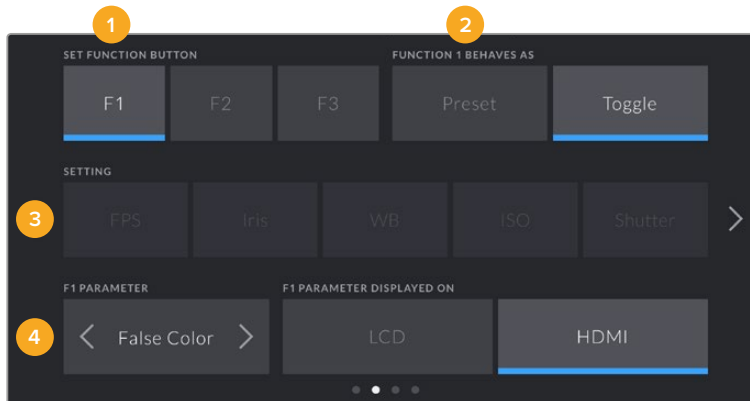 1 2
SET FUNCTION BUTTON FUNCTION 1 BEHAVES AS
F1 F2 F3 Preset Toggle
SETTING
3 FPS Iris WB ISO Shutter
F1 PARAMETER F1 PARAMETER DISPLAYED ON
4 False Color LCD HDMI